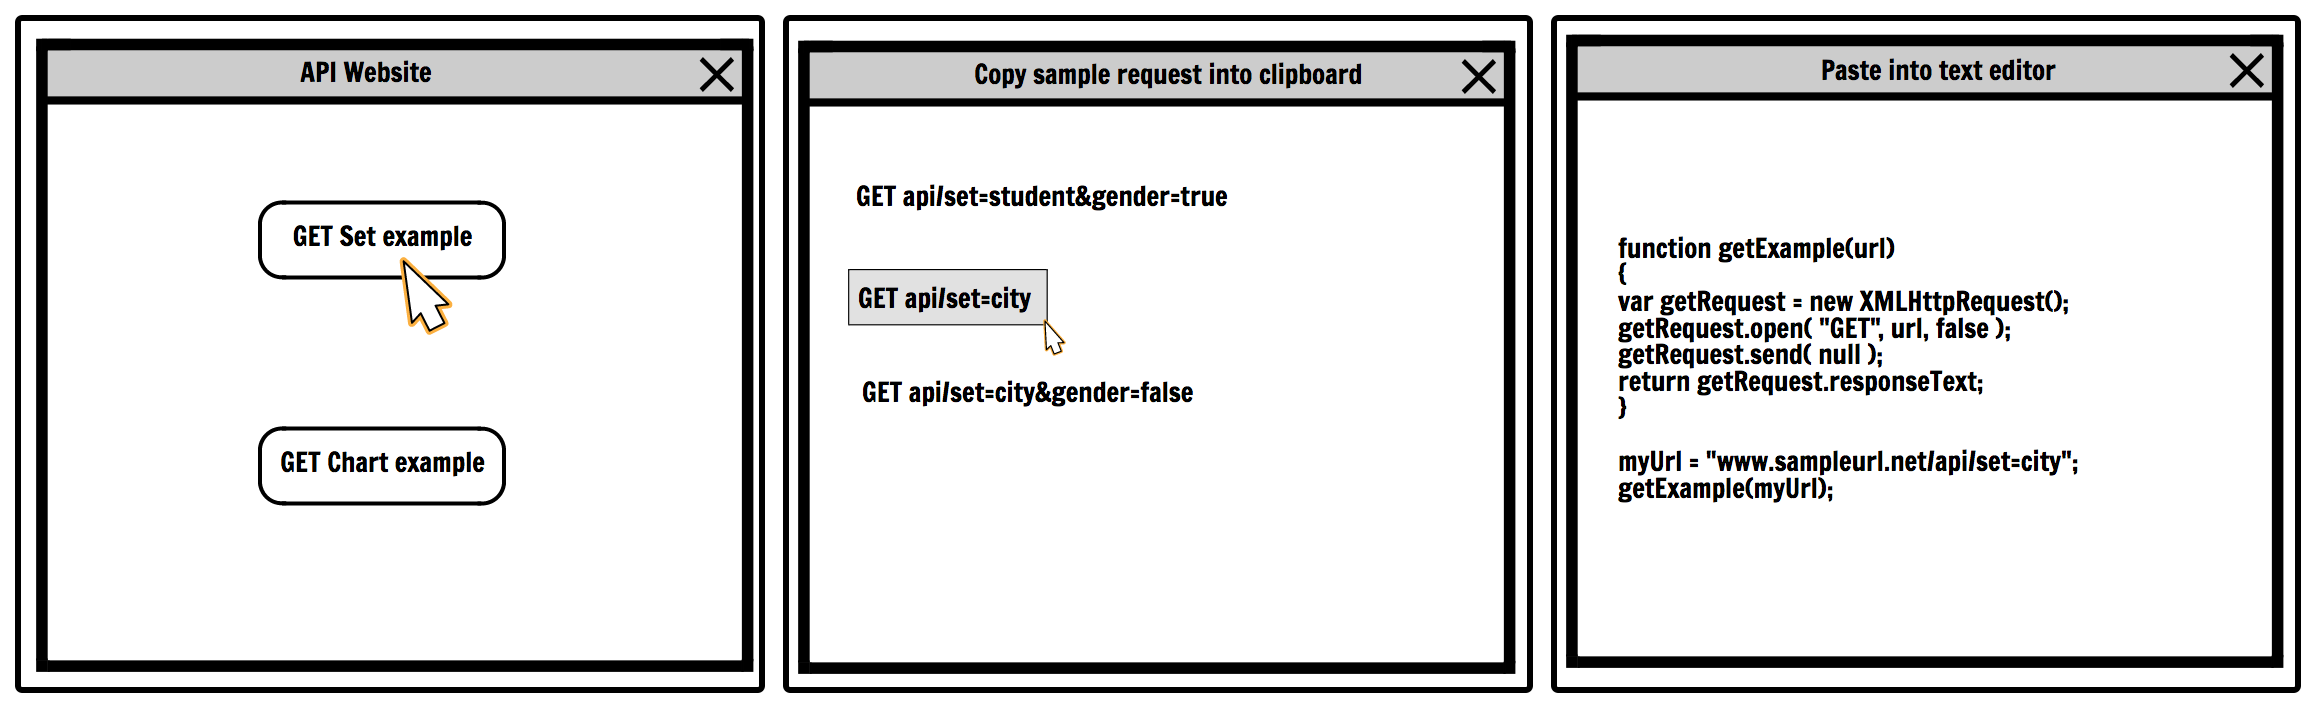 API Website
GET Set example
GET Chart example
Copy sample request into clipboard
GET api/set=student&gender=true
GET api/set=city
GET api/set=city&gender=false
Paste into text editor
function getExample(url)
{
var getRequest = new XMLHttpRequest();
getRequest.open( "GET", url, false );
getRequest.send( null );
return getRequest.responseText;
}
myUrl = "www.sampleurl.net/api/set=city";
getExample(myUrl);